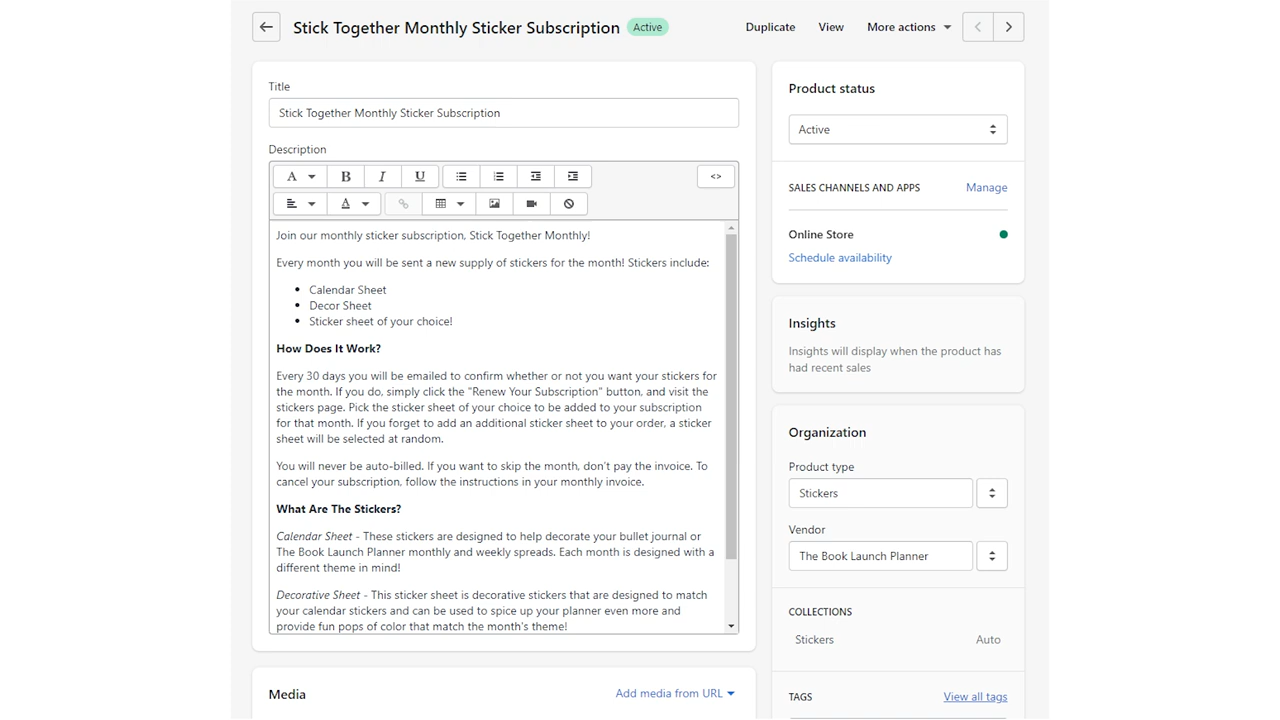 Stick Together Monthly Sticker Subscription Active
Duplicate View More actions
Title
Stick Together Monthly Sticker Subscription
Description
A B I U <>
A
Join our monthly sticker subscription, Stick Together Monthly!
Every month you will be sent a new supply of stickers for the month! Stickers include:
Calendar Sheet
Decor Sheet
Sticker sheet of your choice!
How Does It Work?
Every 30 days you will be emailed to confirm whether or not you want your stickers for
the month. If you do, simply click the "Renew Your Subscription" button, and visit the
stickers page. Pick the sticker sheet of your choice to be added to your subscription
for that month. If you forget to add an additional sticker sheet to your order, a sticker
sheet will be selected at random.
You will never be auto-billed. If you want to skip the month, don't pay the invoice. To
cancel your subscription, follow the instructions in your monthly invoice.
What Are The Stickers?
Calendar Sheet - These stickers are designed to help decorate your bullet journal or
The Book Launch Planner monthly and weekly spreads. Each month is designed with a
different theme in mind!
Decorative Sheet - This sticker sheet is decorative stickers that are designed to match
your calendar stickers and can be used to spice up your planner even more and
provide fun pops of color that match the month's theme!
Media
Add media from URL
Product status
Active
SALES CHANNELS AND APPS Manage
Online Store
Schedule availability
Insights
Insights will display when the product has
had recent sales
Organization
Product type
Stickers
Vendor
The Book Launch Planner
COLLECTIONS
Stickers Auto
TAGS View all tags